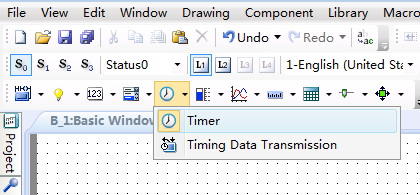 File Edit Window Drawing Component Library Macro
Undo Redo
S0 S1 S2 S3 Status0 L1 L2 L3 L4 1-English (United Sta
123
B_1:Basic Window
Timer
Project
Timing Data Transmission